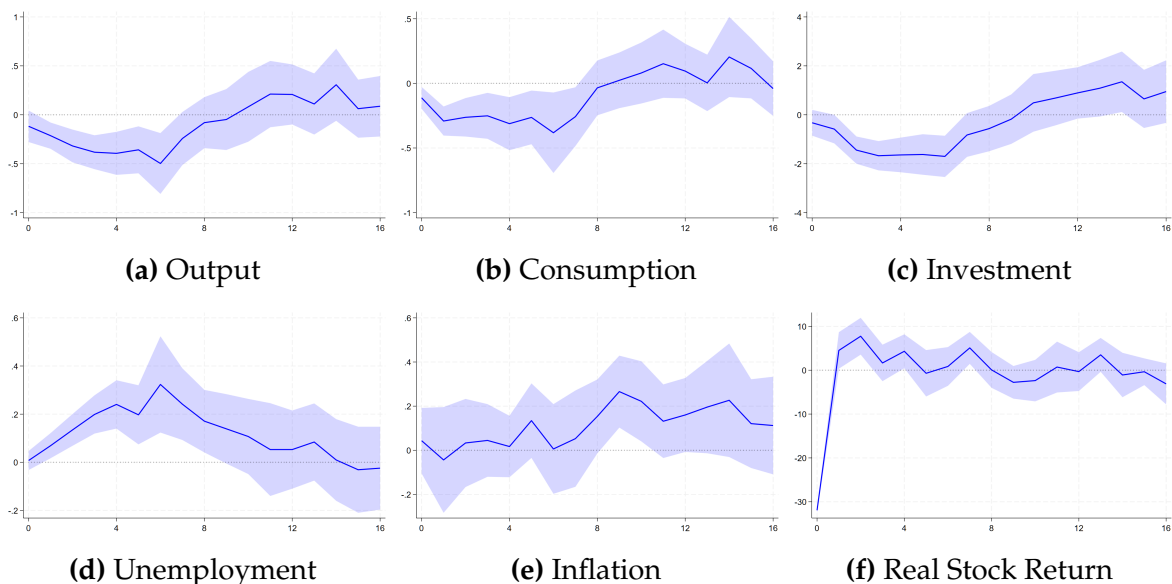 1
.5
0
-.5
-1
0 4 8 12 16
(a) Output
.5
0
-.5
-1
0 4 8 12 16
(b) Consumption
4
2
0
-2
-4
0 4 8 12 16
(c) Investment
.6
.4
.2
0
-.2
0 4 8 12 16
(d) Unemployment
.6
.4
.2
0
-.2
0 4 8 12 16
(e) Inflation
10
0
-10
-20
-30
0 4 8 12 16
(f) Real Stock Return